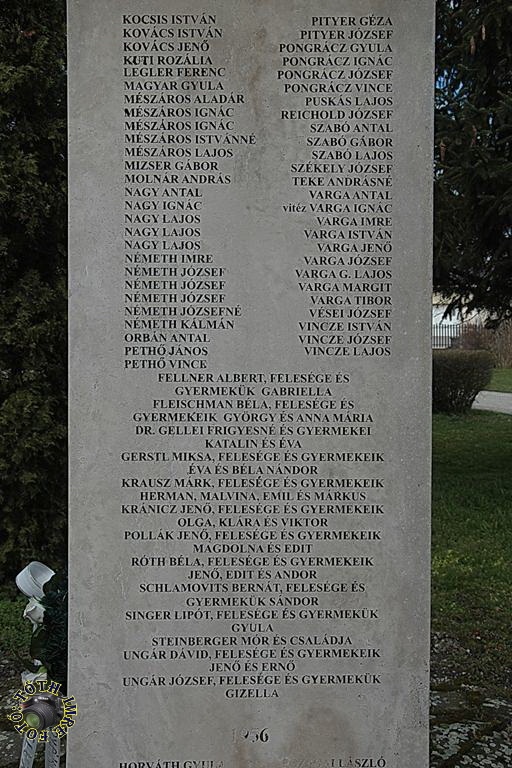 KOCSIS ISTVÁN PITYER GÉZA
KOVÁCS ISTVÁN PITYER JÓZSEF
KOVÁCS JENŐ PONGRÁCZ GYULA
KUTI ROZÁLIA PONGRÁCZ IGNÁC
LEGLER FERENC PONGRÁCZ JÓZSEF
MAGYAR GYULA PONGRÁCZ VINCE
MÉSZÁROS ALADÁR PUSKÁS LAJOS
MÉSZÁROS IGNÁC REICHOLD JÓZSEF
MÉSZÁROS IGNÁC SZABÓ ANTAL
MÉSZÁROS ISTVÁNNÉ SZABÓ GÁBOR
MÉSZÁROS LAJOS SZABÓ LAJOS
MIZSER GÁBOR SZÉKELY JÓZSEF
MOLNÁR ANDRÁS TEKE ANDRÁSNÉ
NAGY ANTAL VARGA ANTAL
NAGY IGNÁC vitéz VARGA IGNÁC
NAGY LAJOS VARGA IMRE
NAGY LAJOS VARGA ISTVÁN
NAGY LAJOS VARGA JENŐ
NÉMETH IMRE VARGA JÓZSEF
NÉMETH JÓZSEF VARGA G. LAJOS
NÉMETH JÓZSEF VARGA MARGIT
NÉMETH JÓZSEF VARGA TIBOR
NÉMETH JÓZSEFNÉ VÉSEI JÓZSEF
NÉMETH KÁLMÁN VINCZE ISTVÁN
ORBÁN ANTAL VINCZE JÓZSEF
PETHŐ JÁNOS VINCZE LAJOS
PETHŐ VINCE
FELLNER ALBERT, FELESÉGE ÉS
GYERMEKÜK GABRIELLA
FLEISCHMAN BÉLA, FELESÉGE ÉS
GYERMEKEIK GYÖRGY ÉS ANNA MÁRIA
DR. GELLEI FRIGYESNÉ ÉS GYERMEKEI
KATALIN ÉS ÉVA
GERSTL MIKSA, FELESÉGE ÉS GYERMEKEIK
ÉVA ÉS BÉLA NÁNDOR
KRAUSZ MÁRK, FELESÉGE ÉS GYERMEKEIK
HERMAN, MALVINA, EMIL ÉS MÁRKUS
KRÁNICZ JENŐ, FELESÉGE ÉS GYERMEKEIK
OLGA, KLÁRA ÉS VIKTOR
POLLÁK JENŐ, FELESÉGE ÉS GYERMEKEIK
MAGDOLNA ÉS EDIT
RÓTH BÉLA, FELESÉGE ÉS GYERMEKEIK
JENŐ, EDIT ÉS ANDOR
SCHLAMOVITS BERNÁT, FELESÉGE ÉS
GYERMEKÜK SÁNDOR
SINGER LIPÓT, FELESÉGE ÉS GYERMEKÜK
GYULA
STEINBERGER MÓR ÉS CSALÁDJA
UNGÁR DÁVID, FELESÉGE ÉS GYERMEKEIK
JENŐ ÉS ERNŐ
UNGÁR JÓZSEF, FELESÉGE ÉS GYERMEKÜK
GIZELLA
1956
HORVÁTH GYULA LÁSZLÓ
TÓTH IMRE
FOTO